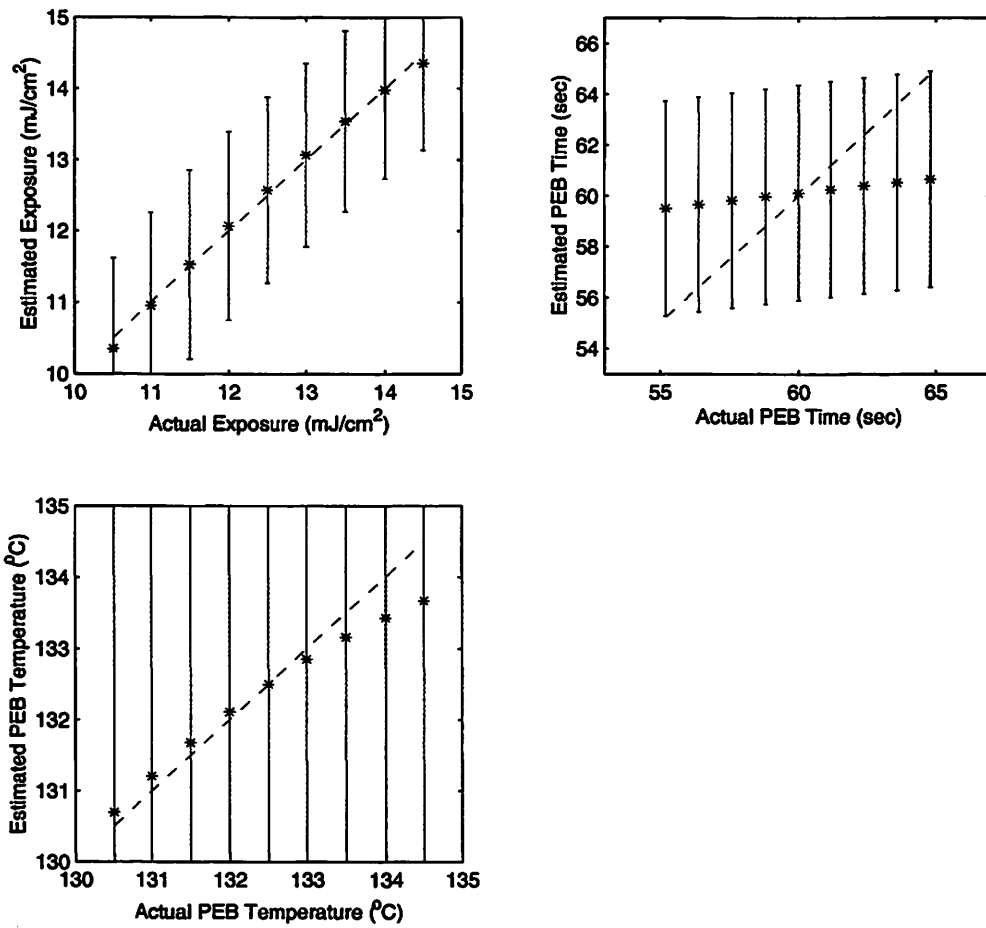 15
14
13
12
11
10
10 11 12 13 14 15
Estimated Exposure (mJ/cm²)
Actual Exposure (mJ/cm²)
66
64
62
60
58
56
54
55 60 65
Estimated PEB Time (sec)
Actual PEB Time (sec)
135
134
133
132
131
130
130 131 132 133 134 135
Estimated PEB Temperature (⁰C)
Actual PEB Temperature (⁰C)